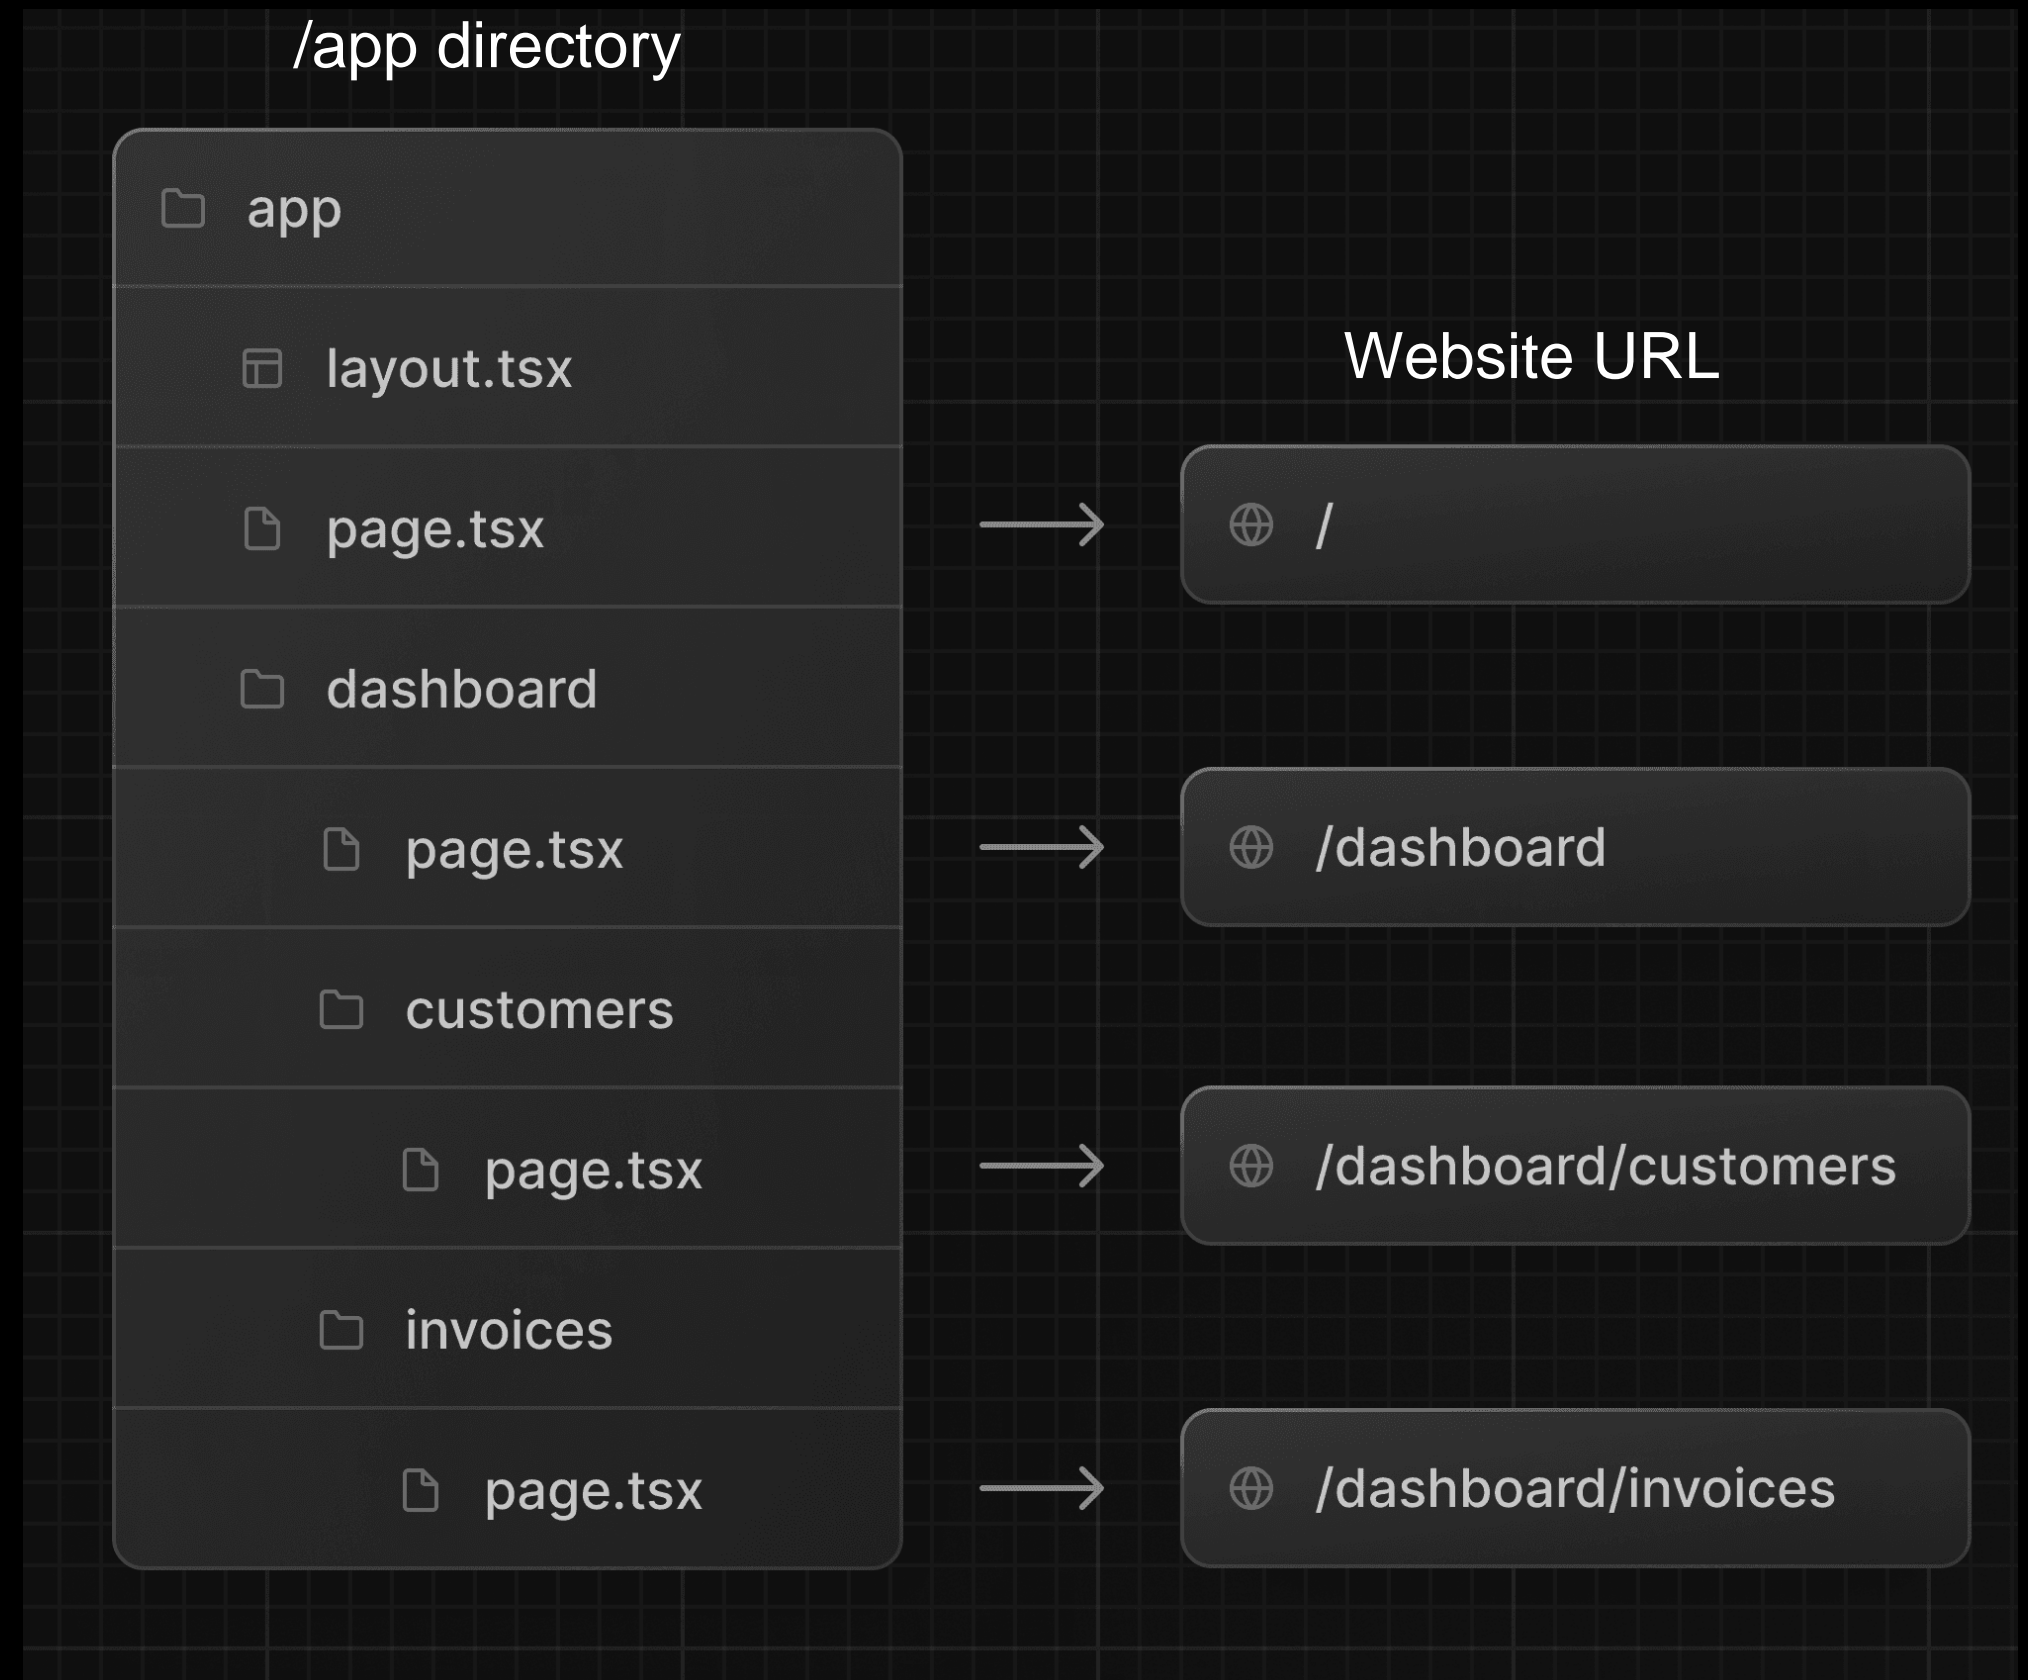 /app directory
app
layout.tsx
page.tsx
dashboard
page.tsx
customers
page.tsx
invoices
page.tsx
Website URL
/
/dashboard
/dashboard/customers
/dashboard/invoices